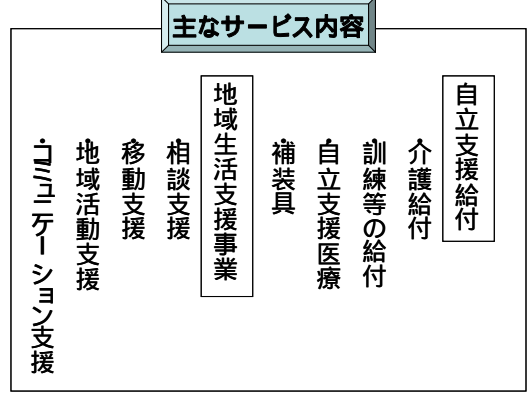 主なサービス内容
自立支援給付
・介護給付
・訓練等の給付
・自立支援医療
・補装具
地域生活支援事業
・相談支援
・移動支援
・地域活動支援
・コミュニケーション支援